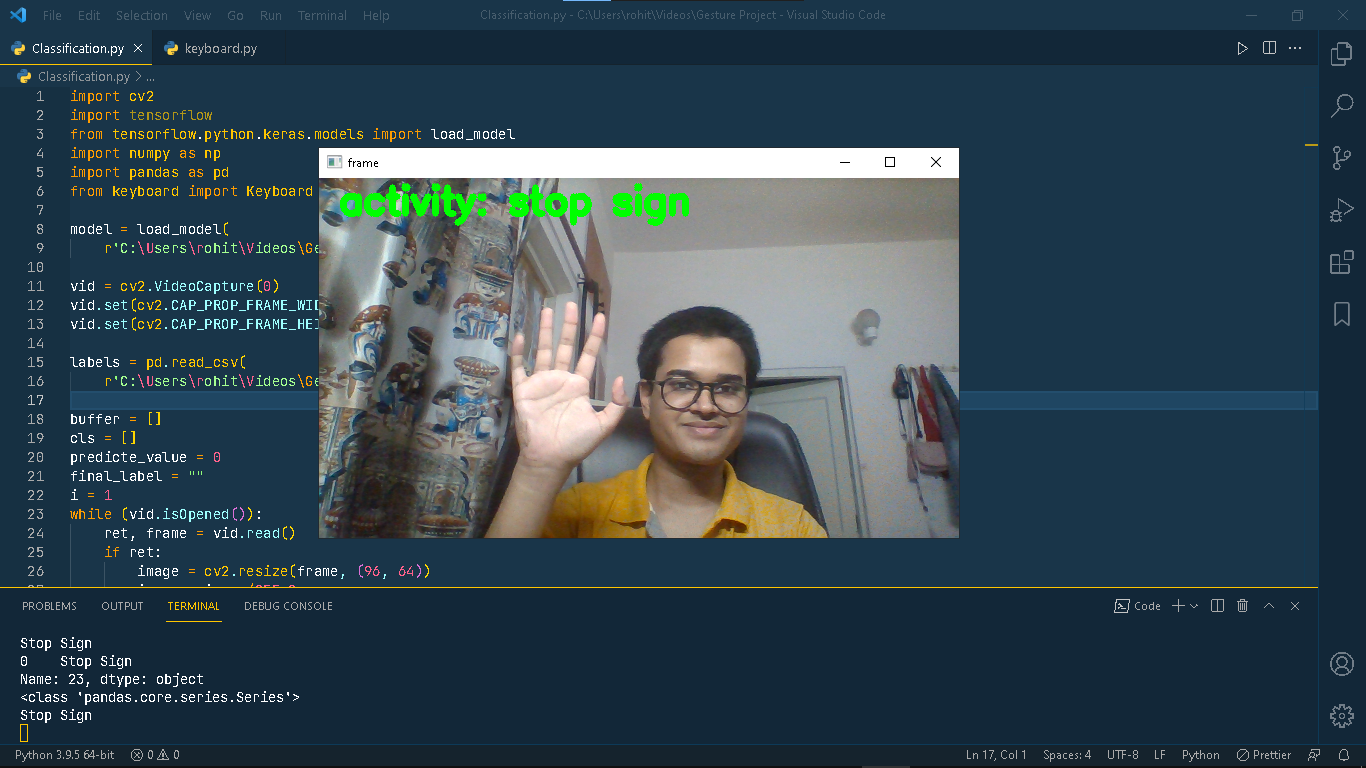 File Edit Selection View Go Run Terminal Help Classification.py - C:\Users\rohit\Videos\Gesture Project - Visual Studio Code
Classification.py keyboard.py
Classification.py > ...
1 import cv2
2 import tensorflow
3 from tensorflow.python.keras.models import load_model
4 import numpy as np
5 import pandas as pd
6 from keyboard import Keyboard
7
8 model = load_model(
9 r'C:\Users\rohit\Videos\Ge
10
11 vid = cv2.VideoCapture(0)
12 vid.set(cv2.CAP_PROP_FRAME_WID
13 vid.set(cv2.CAP_PROP_FRAME_HEI
14
15 labels = pd.read_csv(
16 r'C:\Users\rohit\Videos\Ge
17
18 buffer = []
19 cls = []
20 predicte_value = 0
21 final_label = ""
22 i = 1
23 while (vid.isOpened()):
24 ret, frame = vid.read()
25 if ret:
26 image = cv2.resize(frame, (96, 64))
frame
activity: stop sign
PROBLEMS OUTPUT TERMINAL DEBUG CONSOLE Code
Stop Sign
0 Stop Sign
Name: 23, dtype: object
<class 'pandas.core.series.Series'>
Stop Sign
Python 3.9.5 64-bit 0 0 Ln 17, Col 1 Spaces: 4 UTF-8 LF Python Prettier